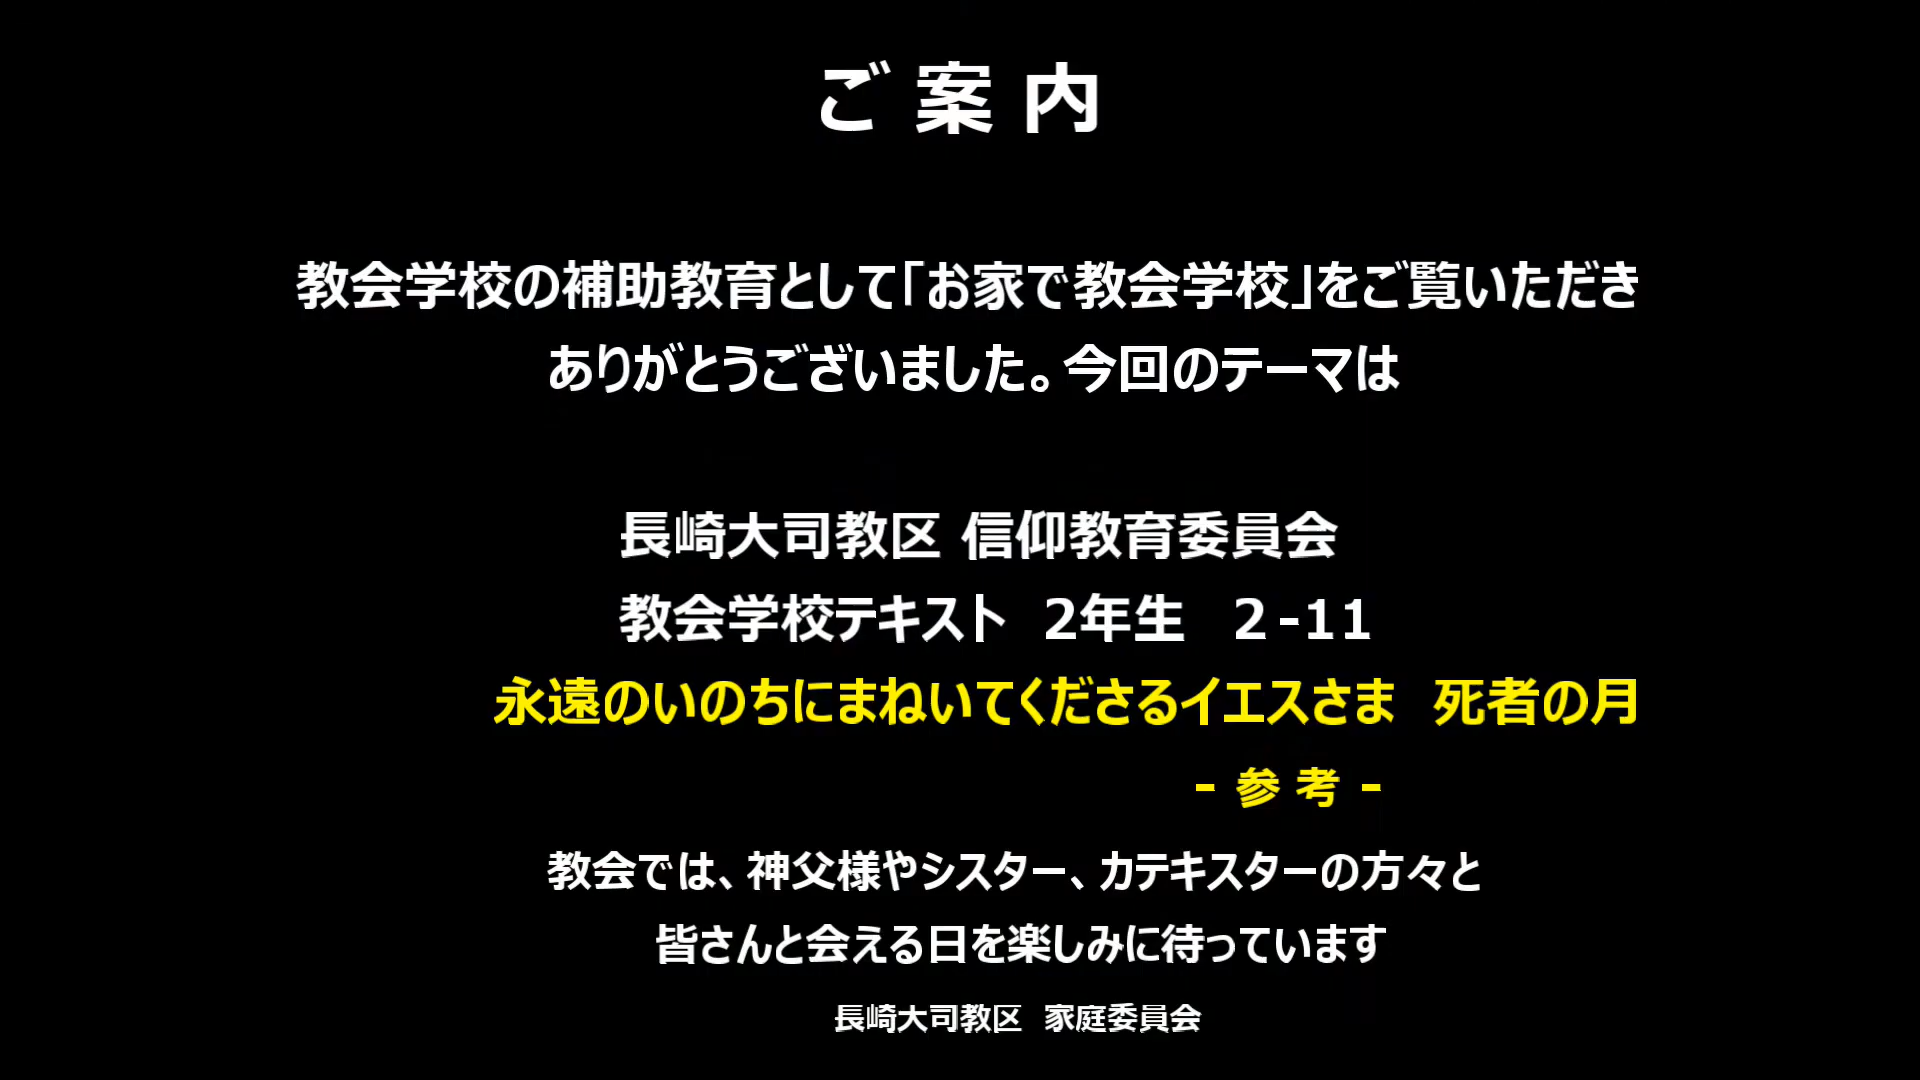 ご 案 内
教会学校の補助教育として「お家で教会学校」をご覧いただき
ありがとうございました。今回のテーマは
長崎大司教区 信仰教育委員会
教会学校テキスト 2年生 2-11
永遠のいのちにまねいてくださるイエスさま 死者の月
- 参 考 -
教会では、神父様やシスター、カテキスターの方々と
皆さんと会える日を楽しみに待っています
長崎大司教区 家庭委員会